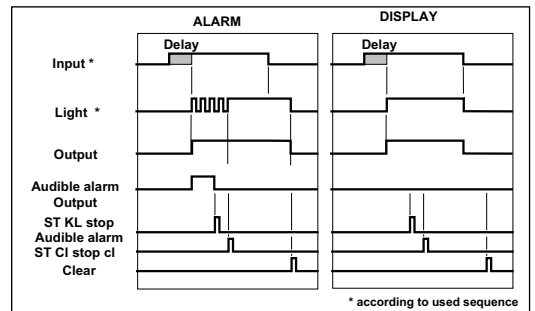 ALARM
DISPLAY
Delay
Delay
Input *
Light *
Output
Audible alarm
Output
ST KL stop
Audible alarm
ST Cl stop cl
Clear
* according to used sequence